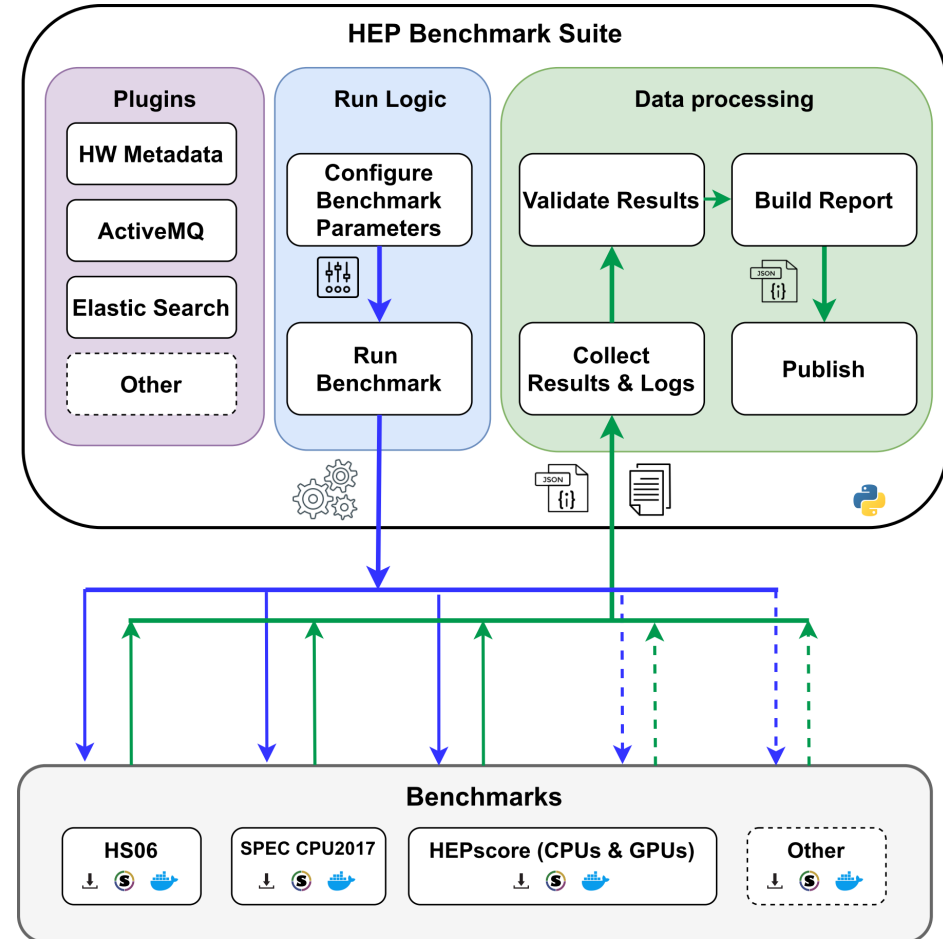 HEP Benchmark Suite
Plugins
HW Metadata
ActiveMQ
Elastic Search
Other
Run Logic
Configure
Benchmark
Parameters
Run
Benchmark
Data processing
Validate Results
Build Report
JSON
{i}
Collect
Results & Logs
Publish
JSON
{i}
Benchmarks
HS06
S
SPEC CPU2017
S
HEPscore (CPUs & GPUs)
S
Other
S